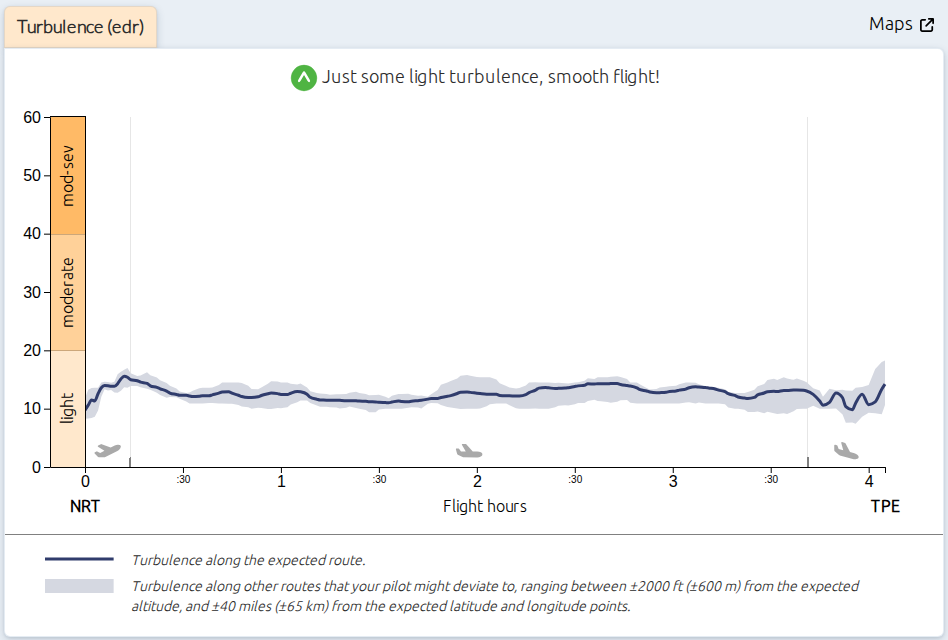 Turbulence (edr)
Maps
Just some light turbulence, smooth flight!
60
50
40
30
20
10
0
mod-sev
moderate
light
0 :30 1 :30 2 :30 3 :30 4
NRT Flight hours TPE
Turbulence along the expected route.
Turbulence along other routes that your pilot might deviate to, ranging between ±2000 ft (±600 m) from the expected
altitude, and ±40 miles (±65 km) from the expected latitude and longitude points.